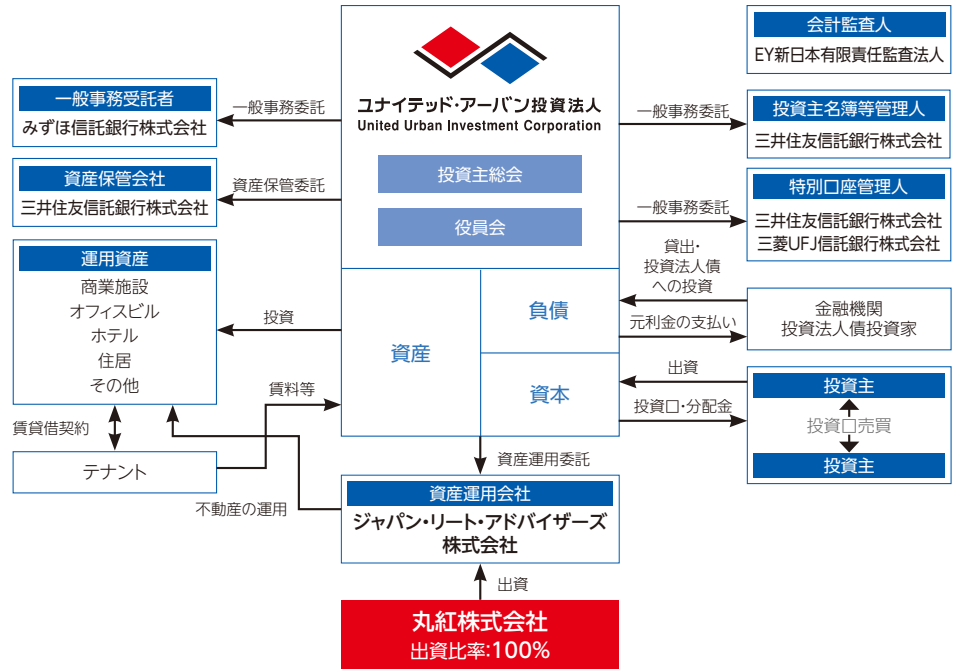 会計監査人
EY新日本有限責任監査法人
一般事務受託者
みずほ信託銀行株式会社
一般事務委託
ユナイテッド・アーバン投資法人
United Urban Investment Corporation
一般事務委託
投資主名簿等管理人
三井住友信託銀行株式会社
資産保管会社
三井住友信託銀行株式会社
資産保管委託
投資主総会
役員会
一般事務委託
特別口座管理人
三井住友信託銀行株式会社
三菱UFJ信託銀行株式会社
運用資産
商業施設
オフィスビル
ホテル
住居
その他
投資
資産
負債
資本
貸出・
投資法人債
への投資
元利金の支払い
金融機関
投資法人債投資家
出資
投資口・分配金
投資主
投資口売買
投資主
賃料等
賃貸借契約
テナント
不動産の運用
資産運用委託
資産運用会社
ジャパン・リート・アドバイザーズ
株式会社
出資
丸紅株式会社
出資比率:100%